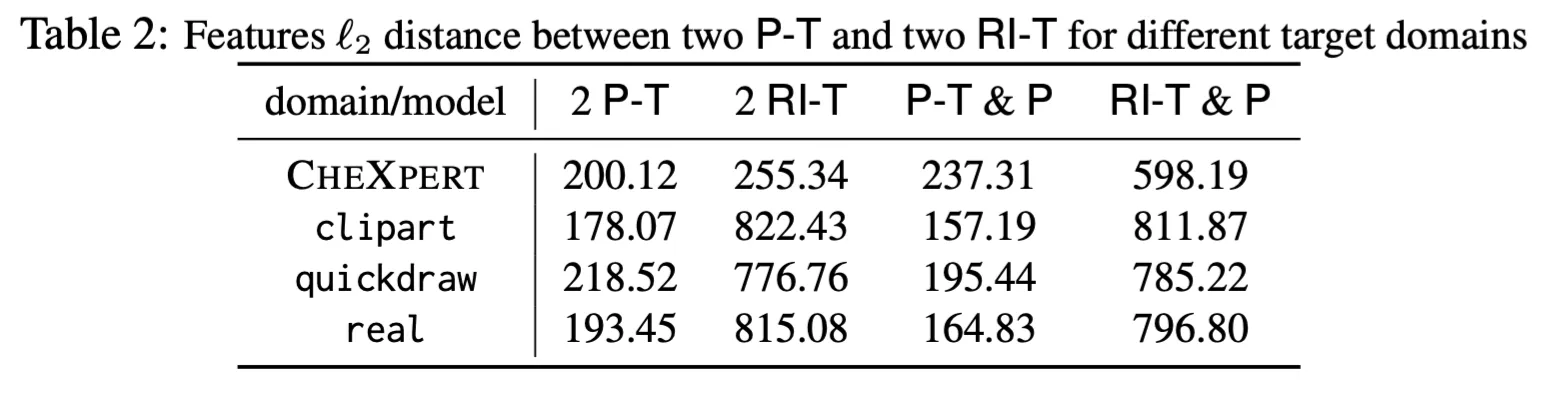 Table 2: Features ℓ₂ distance between two P-T and two RI-T for different target domains
domain/model 2 P-T 2 RI-T P-T & P RI-T & P
CHEXPERT 200.12 255.34 237.31 598.19
clipart 178.07 822.43 157.19 811.87
quickdraw 218.52 776.76 195.44 785.22
real 193.45 815.08 164.83 796.80